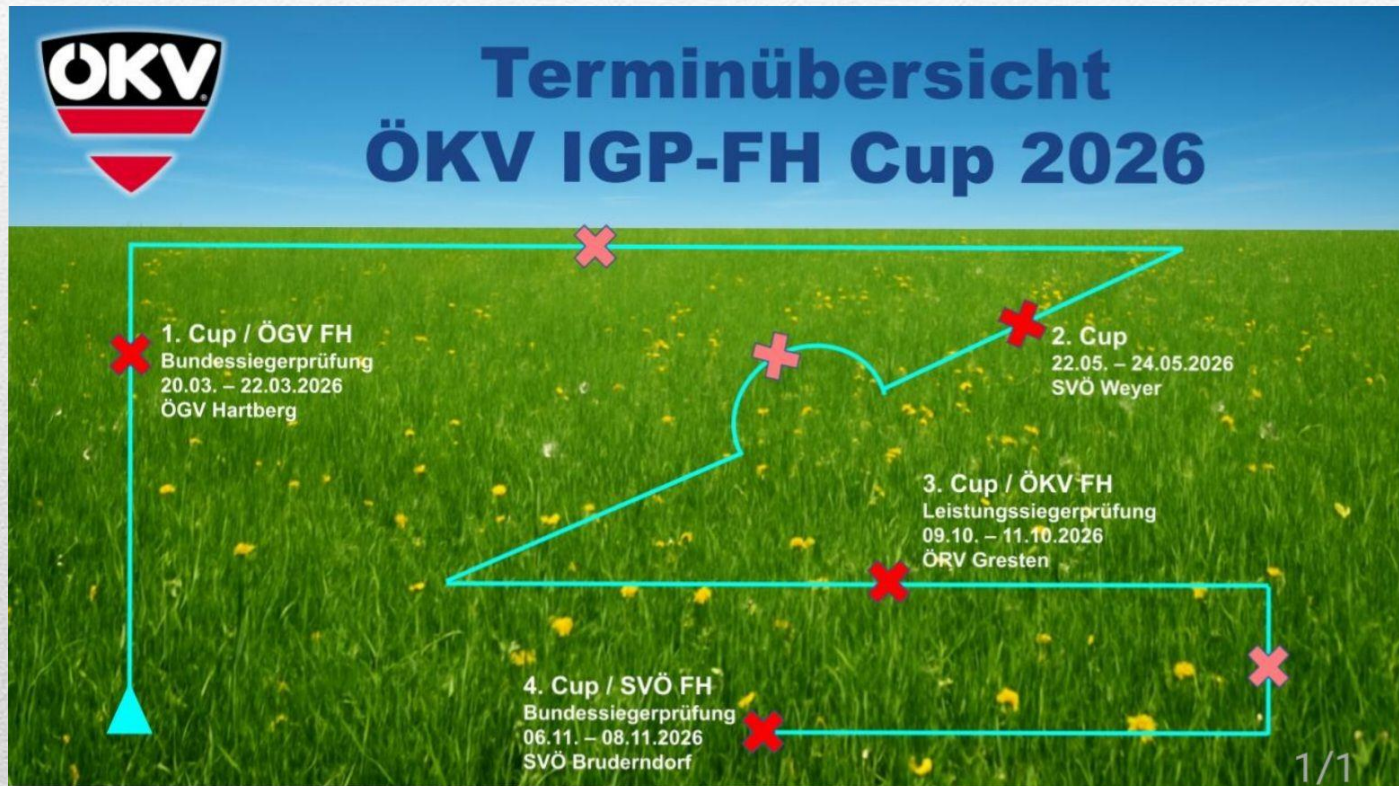 ÖKV
Terminübersicht
ÖKV IGP-FH Cup 2026
1. Cup / ÖGV FH
Bundessiegerprüfung
20.03. – 22.03.2026
ÖGV Hartberg
2. Cup
22.05. – 24.05.2026
SVÖ Weyer
3. Cup / ÖKV FH
Leistungssiegerprüfung
09.10. – 11.10.2026
ÖRV Gresten
4. Cup / SVÖ FH
Bundessiegerprüfung
06.11. – 08.11.2026
SVÖ Bruderndorf
1/1